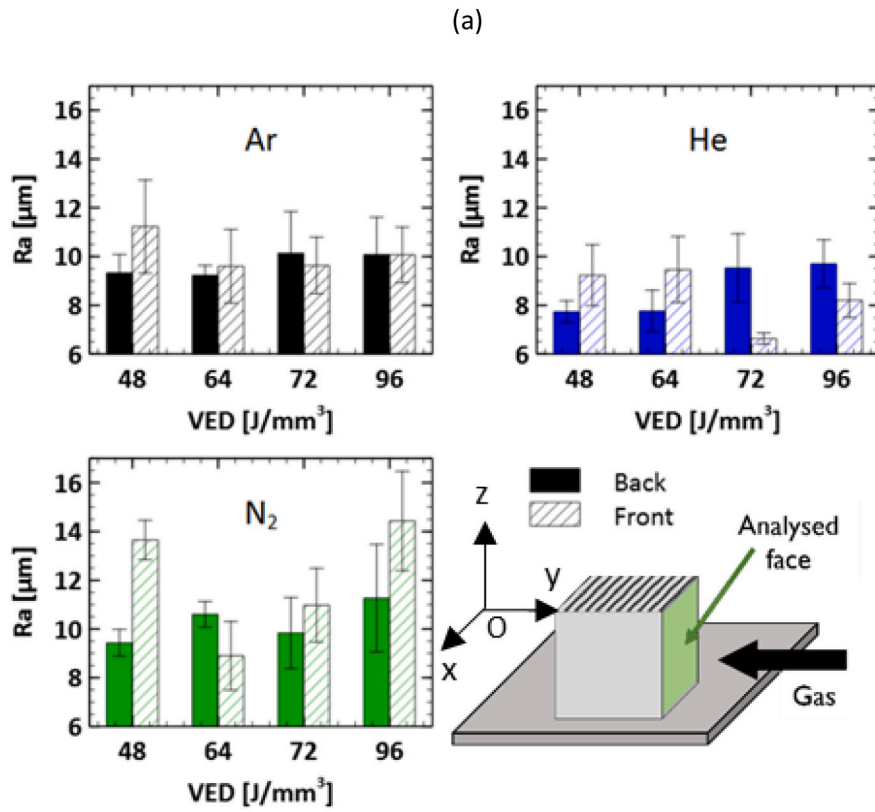 (a)
16
14
12
10
8
6
Ra [µm]
Ar
48 64 72 96
VED [J/mm³]
16
14
12
10
8
6
Ra [µm]
He
48 64 72 96
VED [J/mm³]
16
14
12
10
8
6
Ra [µm]
N₂
48 64 72 96
VED [J/mm³]
Back
Front
z
y
O
x
Analysed
face
Gas